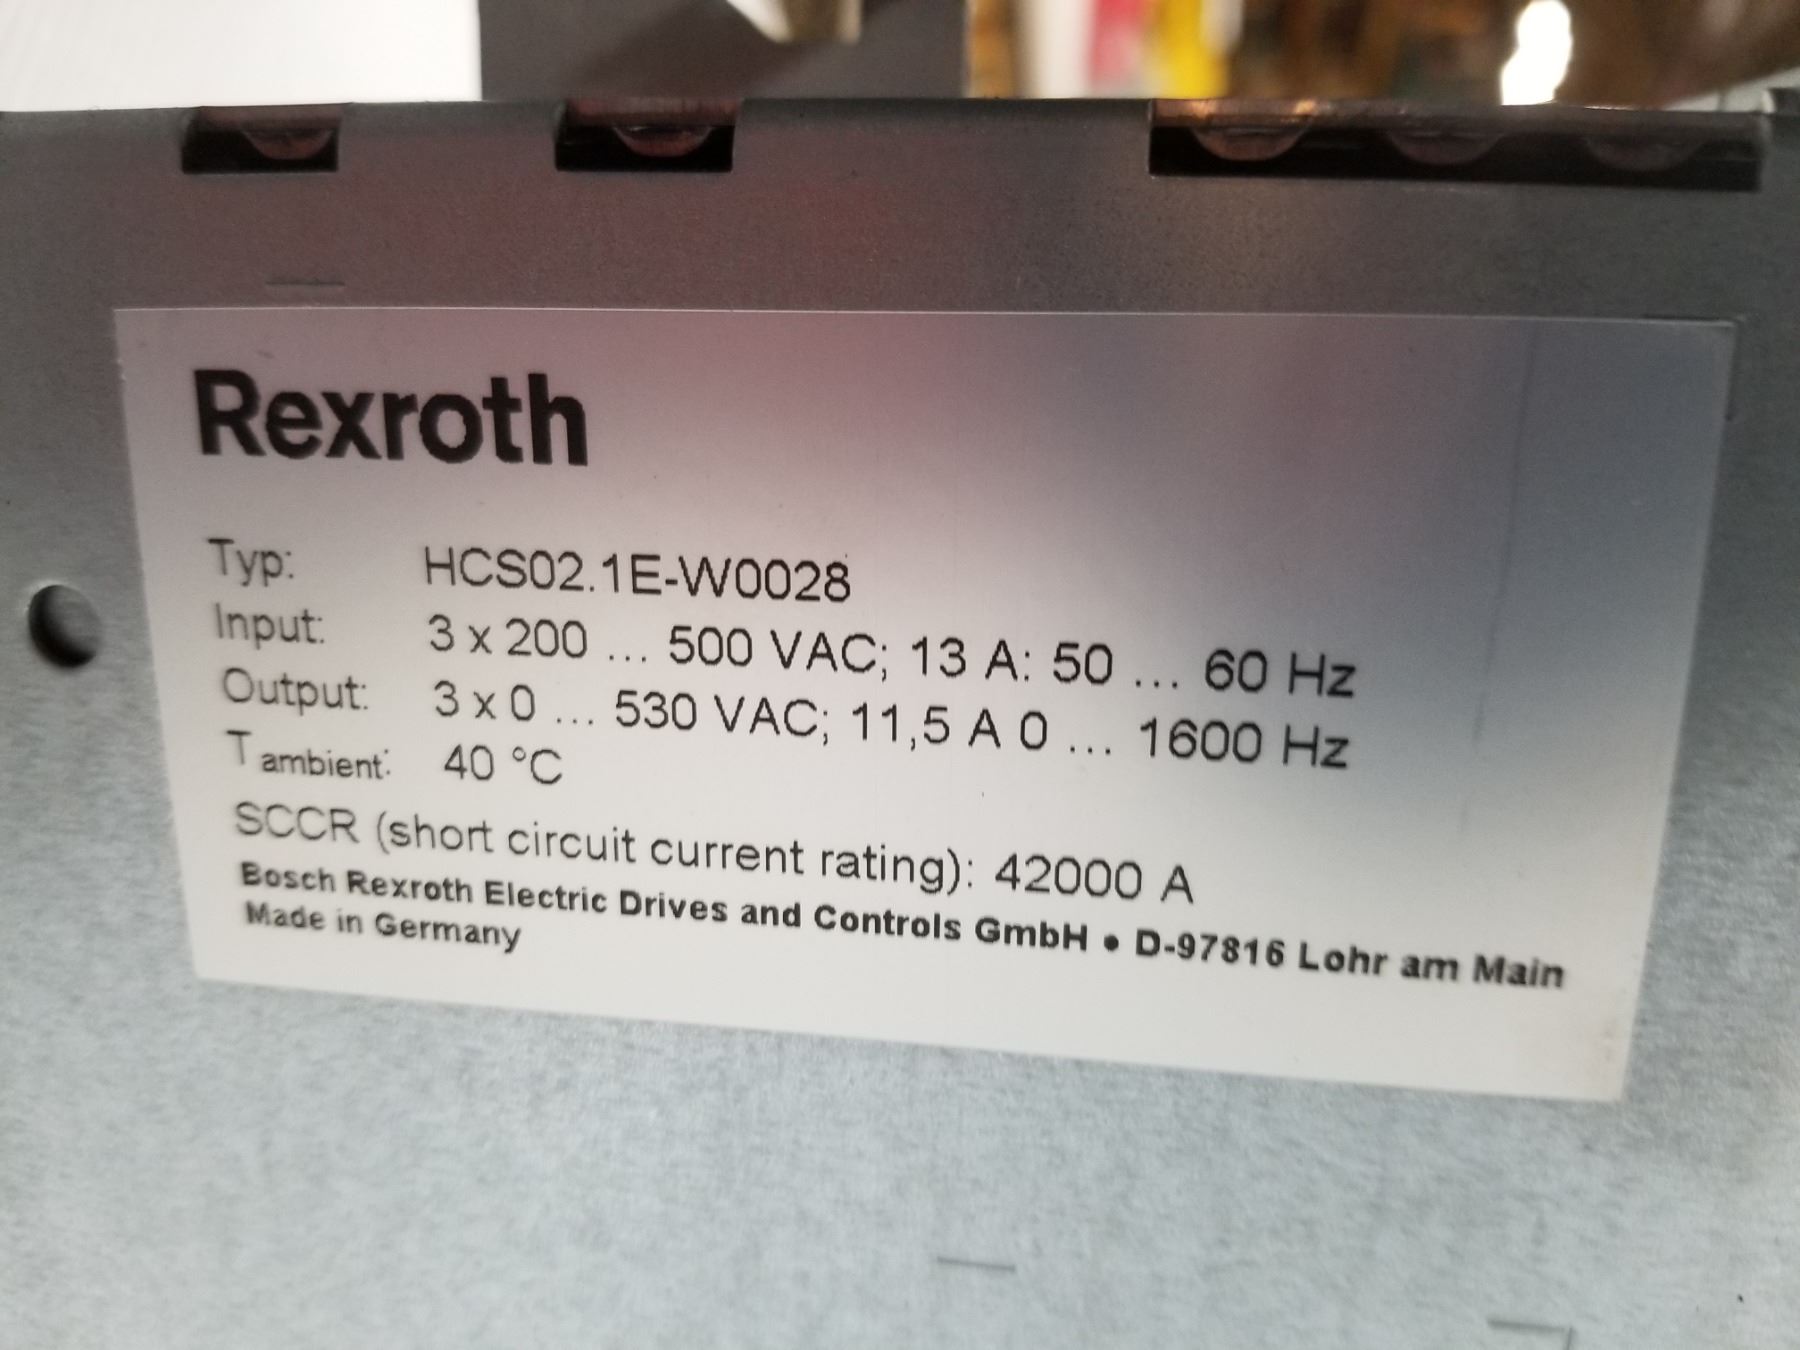 Rexroth
Typ: HCS02.1E-W0028
Input: 3 x 200 ... 500 VAC; 13 A: 50 ... 60 Hz
Output: 3 x 0 ... 530 VAC; 11,5 A 0 ... 1600 Hz
T ambient: 40 °C
SCCR (short circuit current rating): 42000 A
Bosch Rexroth Electric Drives and Controls GmbH • D-97816 Lohr am Main
Made in Germany